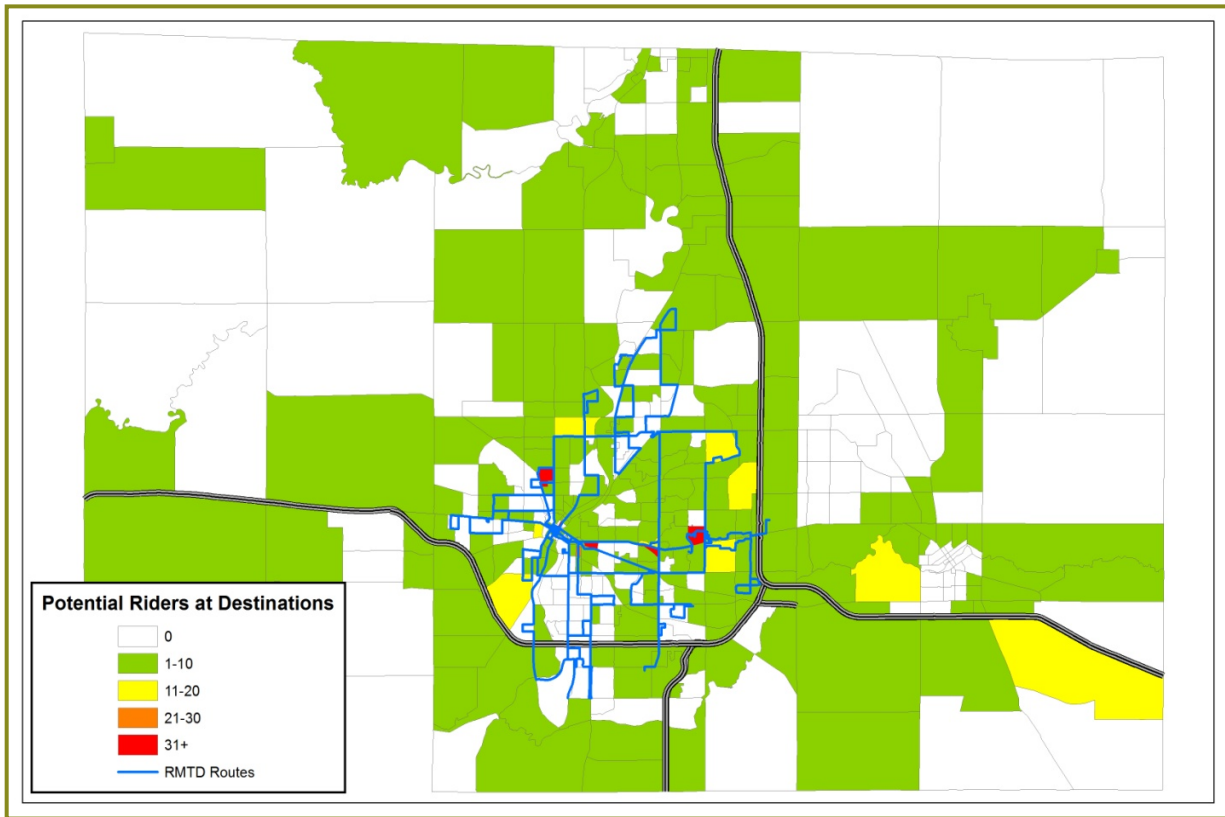 Potential Riders at Destinations
0
1-10
11-20
21-30
31+
RMTD Routes